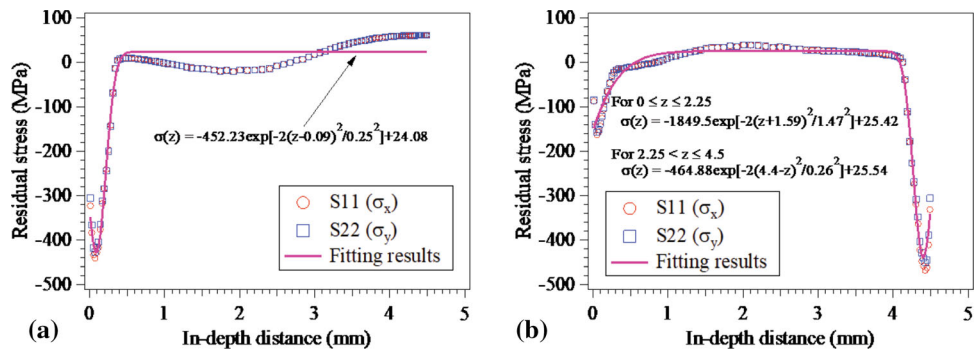 100
0
-100
-200
-300
-400
-500
Residual stress (MPa)
σ(z) = -452.23exp[-2(z-0.09)²/0.25²]+24.08
S11 (σx)
S22 (σy)
Fitting results
0 1 2 3 4 5
In-depth distance (mm)
(a)
100
0
-100
-200
-300
-400
-500
Residual stress (MPa)
For 0 ≤ z ≤ 2.25
σ(z) = -1849.5exp[-2(z+1.59)²/1.47²]+25.42
For 2.25 < z ≤ 4.5
σ(z) = -464.88exp[-2(4.4-z)²/0.26²]+25.54
S11 (σx)
S22 (σy)
Fitting results
0 1 2 3 4 5
In-depth distance (mm)
(b)